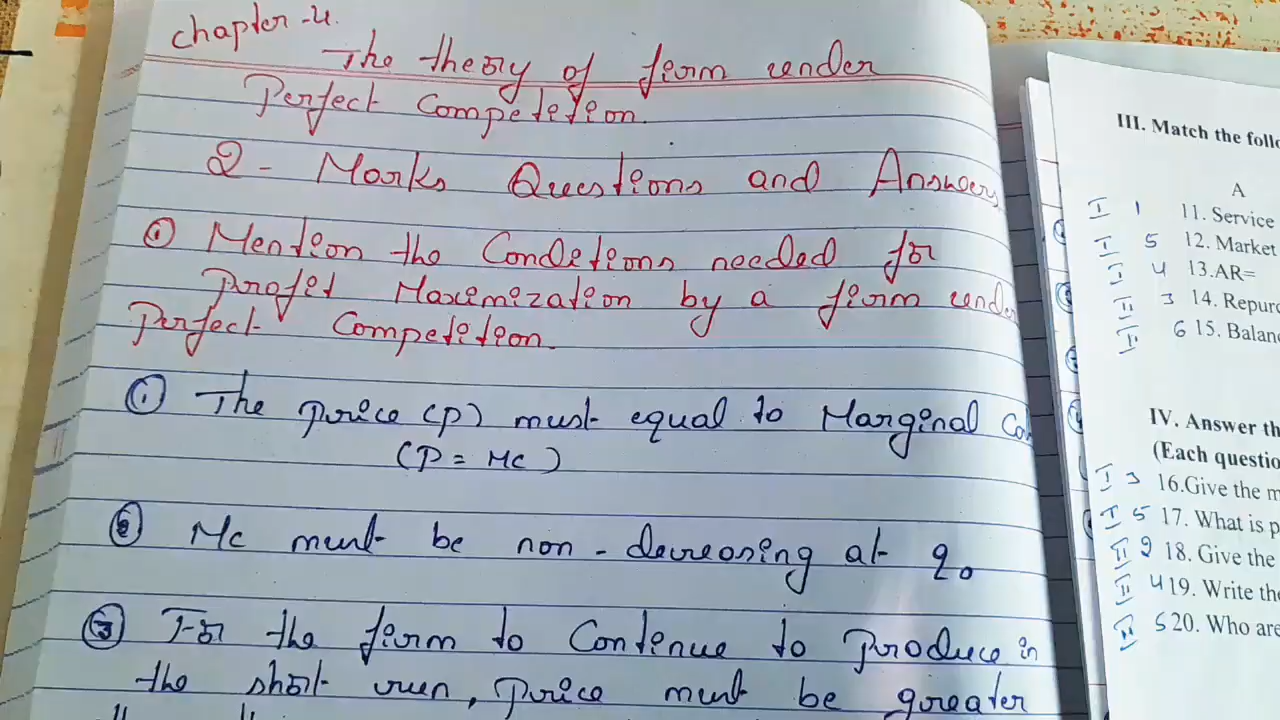 chapter-4.
The theory of firm under
Perfect Competition.
2 - Marks Questions and Answers
① Mention the Conditions needed for
Profit Maximization by a firm under
Perfect Competition.
① The price (P) must equal to Marginal
(P = Mc)
② Mc must be non-decreasing at q₀
③ For the firm to Continue to Produce in
the short run, price must be greater
III. Match the
A
I 1 11. Service
I 5 12. Market
I 4 13.AR=
II 3 14. Repur
II 6 15. Balan
IV. Answer th
(Each questio
I 3 16.Give the m
I 5 17. What is p
II 2 18. Give the
II 4 19. Write the
II 5 20. Who are